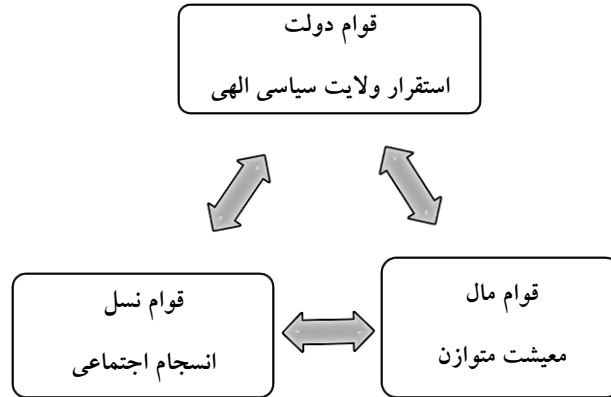 قوام دولت
استقرار ولایت سیاسی الهی
قوام مال
معیشت متوازن
قوام نسل
انسجام اجتماعی